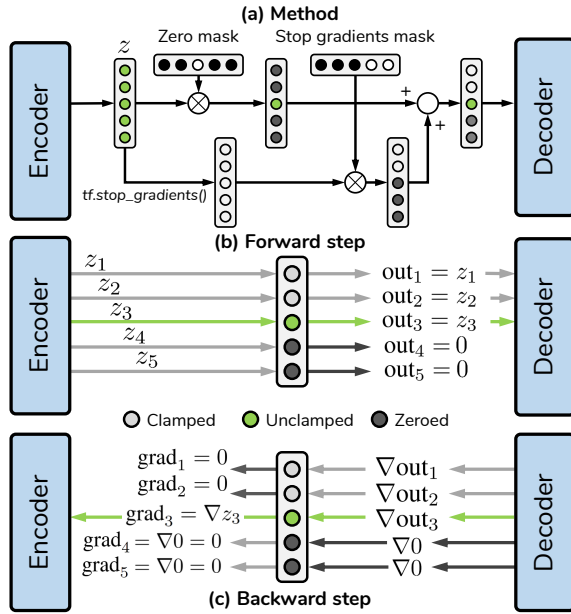 (a) Method
Zero mask
Stop gradients mask
z
Encoder
+
+
Decoder
tf.stop_gradients()
(b) Forward step
Encoder
z₁
z₂
z₃
z₄
z₅
out₁ = z₁
out₂ = z₂
out₃ = z₃
out₄ = 0
out₅ = 0
Decoder
Clamped
Unclamped
Zeroed
Encoder
grad₁ = 0
grad₂ = 0
grad₃ = ∇z₃
grad₄ = ∇0 = 0
grad₅ = ∇0 = 0
∇out₁
∇out₂
∇out₃
∇0
∇0
Decoder
(c) Backward step